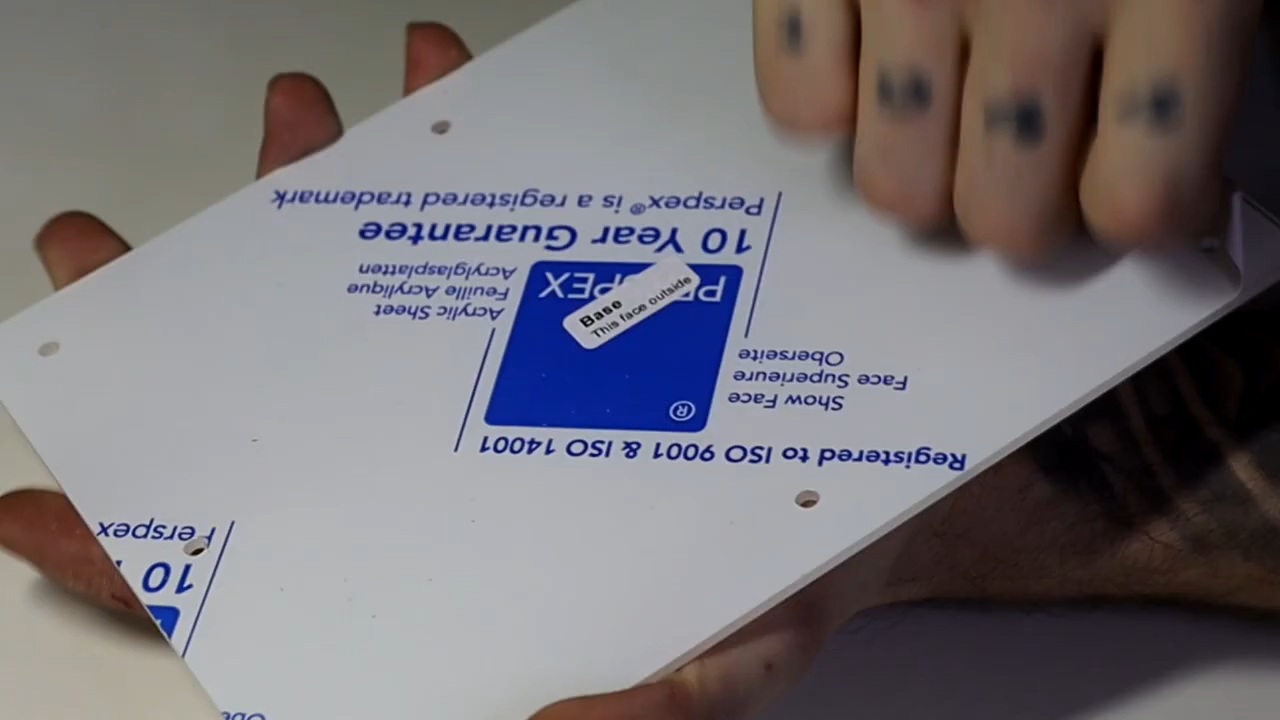 Registered to ISO 9001 & ISO 14001
Show Face
Face Superieure
Oberseite
®
PERSPEX
Base
This face outside
Acrylic Sheet
Feuille Acrylique
Acrylglasplatten
10 Year Guarantee
Perspex® is a registered trademark
10
Perspex